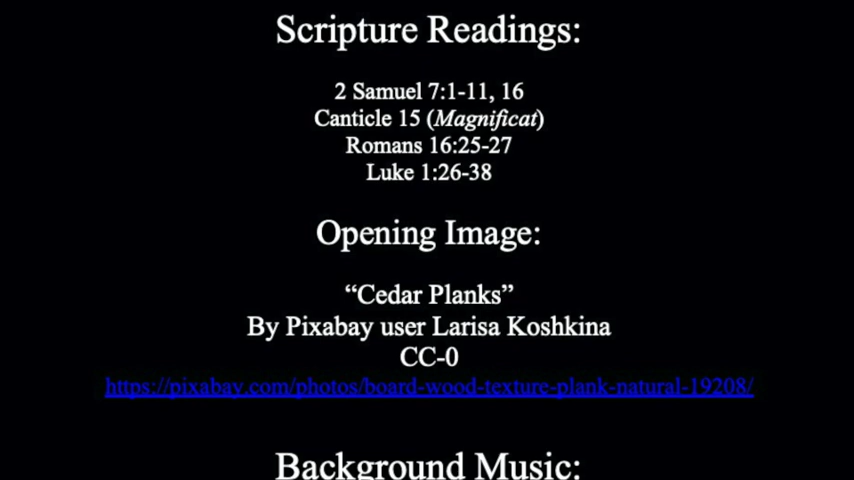 Scripture Readings:
2 Samuel 7:1-11, 16
Canticle 15 (Magnificat)
Romans 16:25-27
Luke 1:26-38
Opening Image:
“Cedar Planks”
By Pixabay user Larisa Koshkina
CC-0
https://pixabay.com/photos/board-wood-texture-plank-natural-19208/
Background Music: